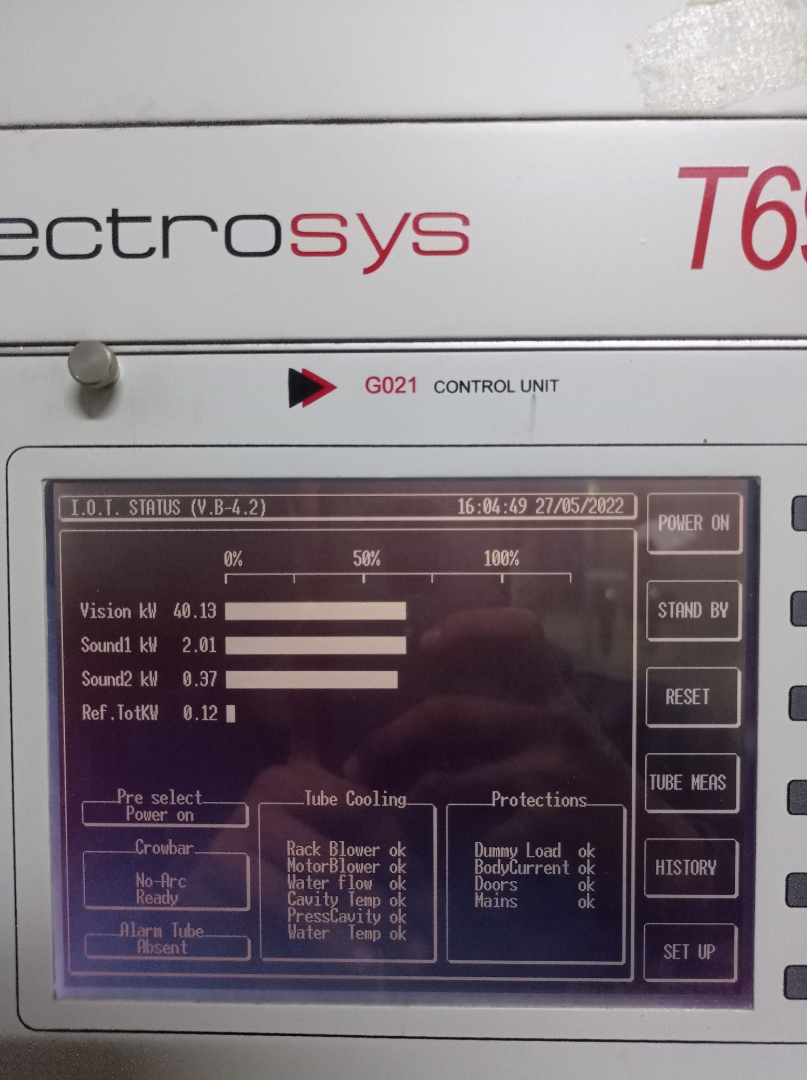 ectrosys T69
G021 CONTROL UNIT
I.O.T. STATUS (V.B-4.2) 16:04:49 27/05/2022
POWER ON
0% 50% 100%
Vision kW 40.13
STAND BY
Sound1 kW 2.01
Sound2 kW 0.37
RESET
Ref.TotKW 0.12
TUBE MEAS
Pre select
Power on
Tube Cooling
Protections
Crowbar
No-Arc
Ready
Rack Blower ok
MotorBlower ok
Water flow ok
Cavity Temp ok
PressCavity ok
Water Temp ok
Dummy Load ok
BodyCurrent ok
Doors ok
Mains ok
HISTORY
Alarm Tube
Absent
SET UP